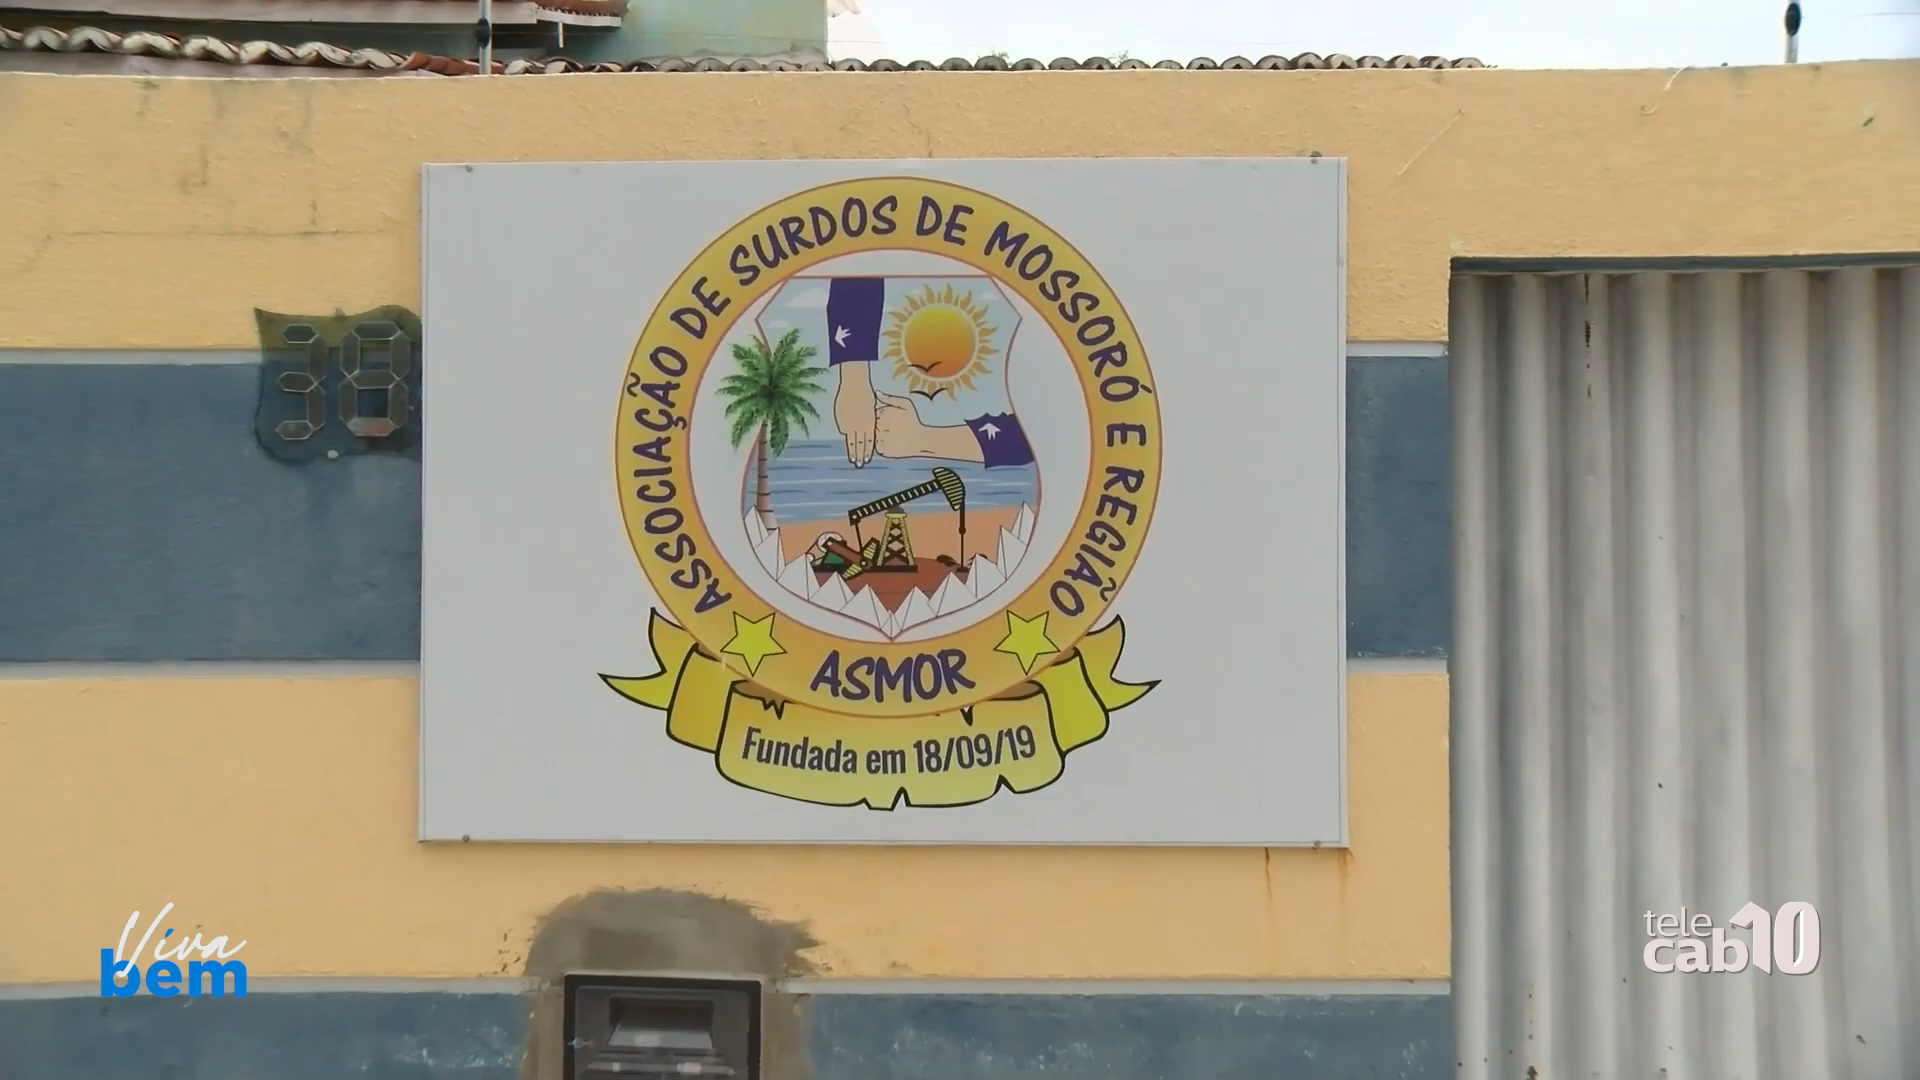 38
ASSOCIAÇÃO DE SURDOS DE MOSSORÓ E REGIÃO
ASMOR
Fundada em 18/09/19
Viva
bem
tele
cab10